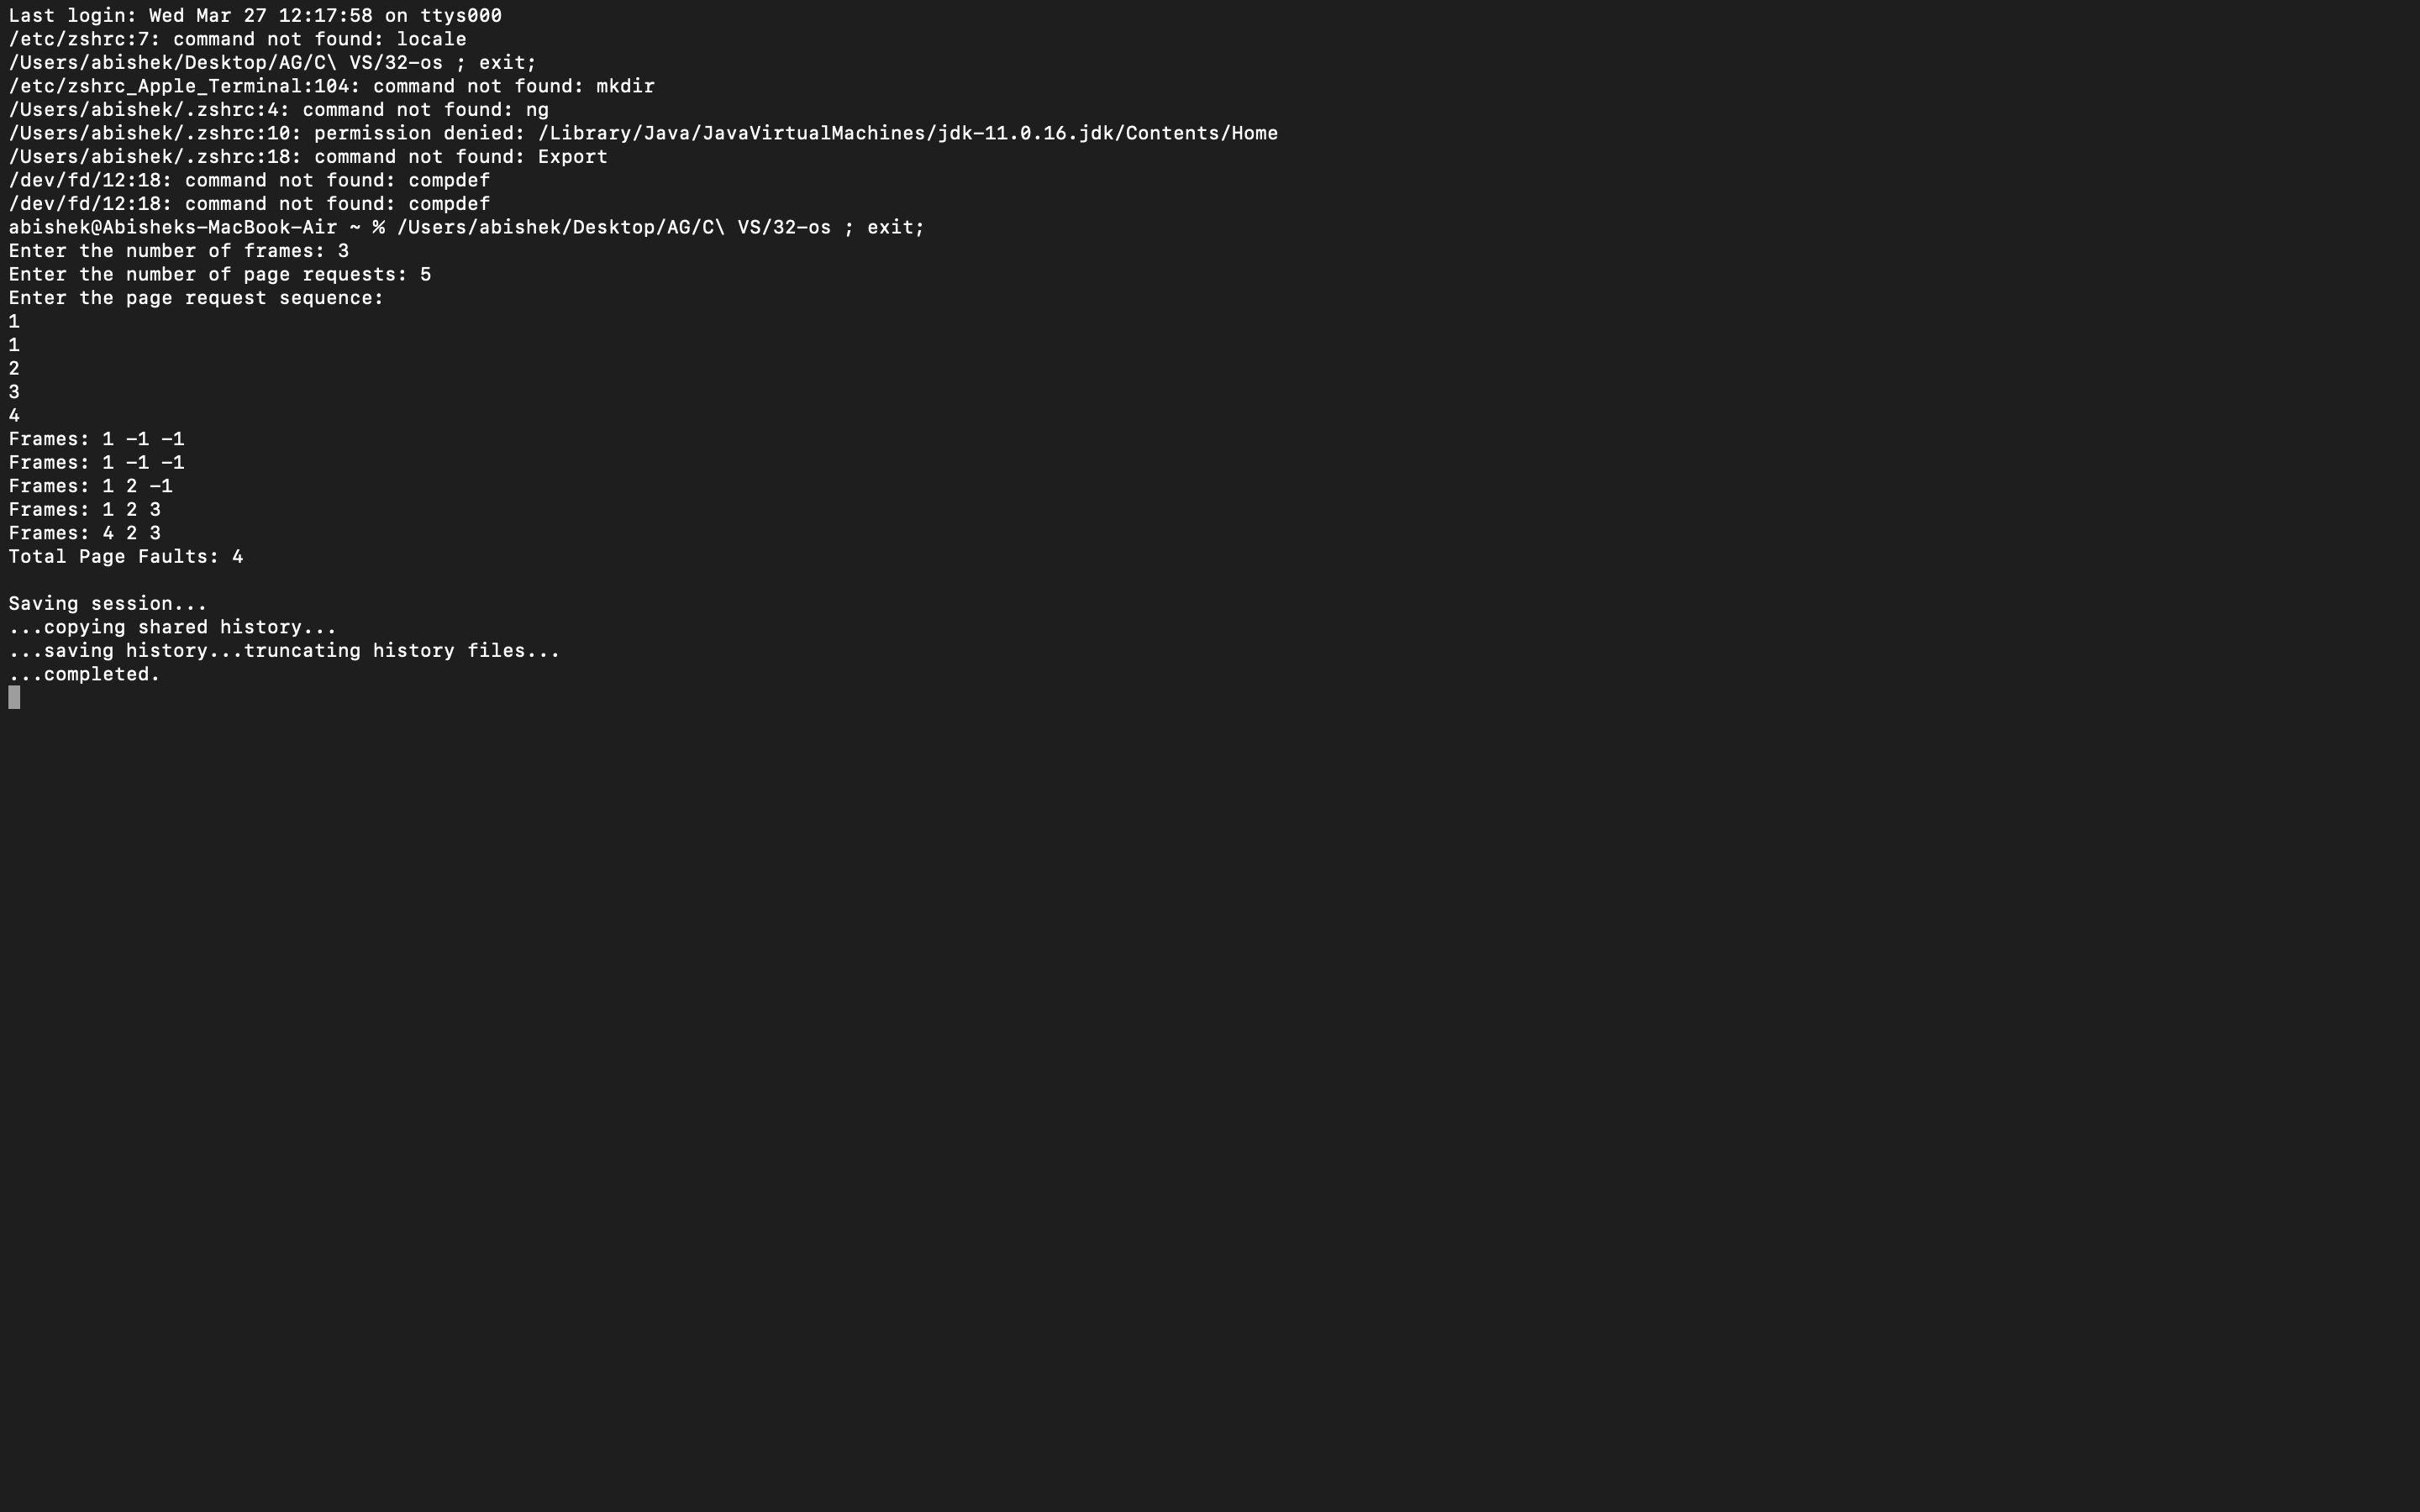 Last login: Wed Mar 27 12:17:58 on ttys000
/etc/zshrc:7: command not found: locale
/Users/abishek/Desktop/AG/C\ VS/32-os ; exit;
/etc/zshrc_Apple_Terminal:104: command not found: mkdir
/Users/abishek/.zshrc:4: command not found: ng
/Users/abishek/.zshrc:10: permission denied: /Library/Java/JavaVirtualMachines/jdk-11.0.16.jdk/Contents/Home
/Users/abishek/.zshrc:18: command not found: Export
/dev/fd/12:18: command not found: compdef
/dev/fd/12:18: command not found: compdef
abishek@Abisheks-MacBook-Air ~ % /Users/abishek/Desktop/AG/C\ VS/32-os ; exit;
Enter the number of frames: 3
Enter the number of page requests: 5
Enter the page request sequence:
1
1
2
3
4
Frames: 1 -1 -1
Frames: 1 -1 -1
Frames: 1 2 -1
Frames: 1 2 3
Frames: 4 2 3
Total Page Faults: 4
Saving session...
...copying shared history...
...saving history...truncating history files...
...completed.